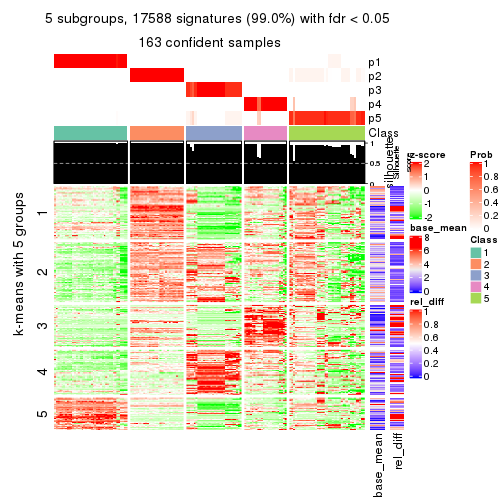 5 subgroups, 17588 signatures (99.0%) with fdr < 0.05
163 confident samples
p1
p2
p3
p4
p5
Class
silhouette
Silhouette
score
1
0.5
0
k-means with 5 groups
1
2
3
4
5
base_mean
rel_diff
z-score
2
1
0
-1
-2
base_mean
8
6
4
2
0
rel_diff
1
0.8
0.6
0.4
0.2
0
Prob
1
0.8
0.6
0.4
0.2
0
Class
1
2
3
4
5